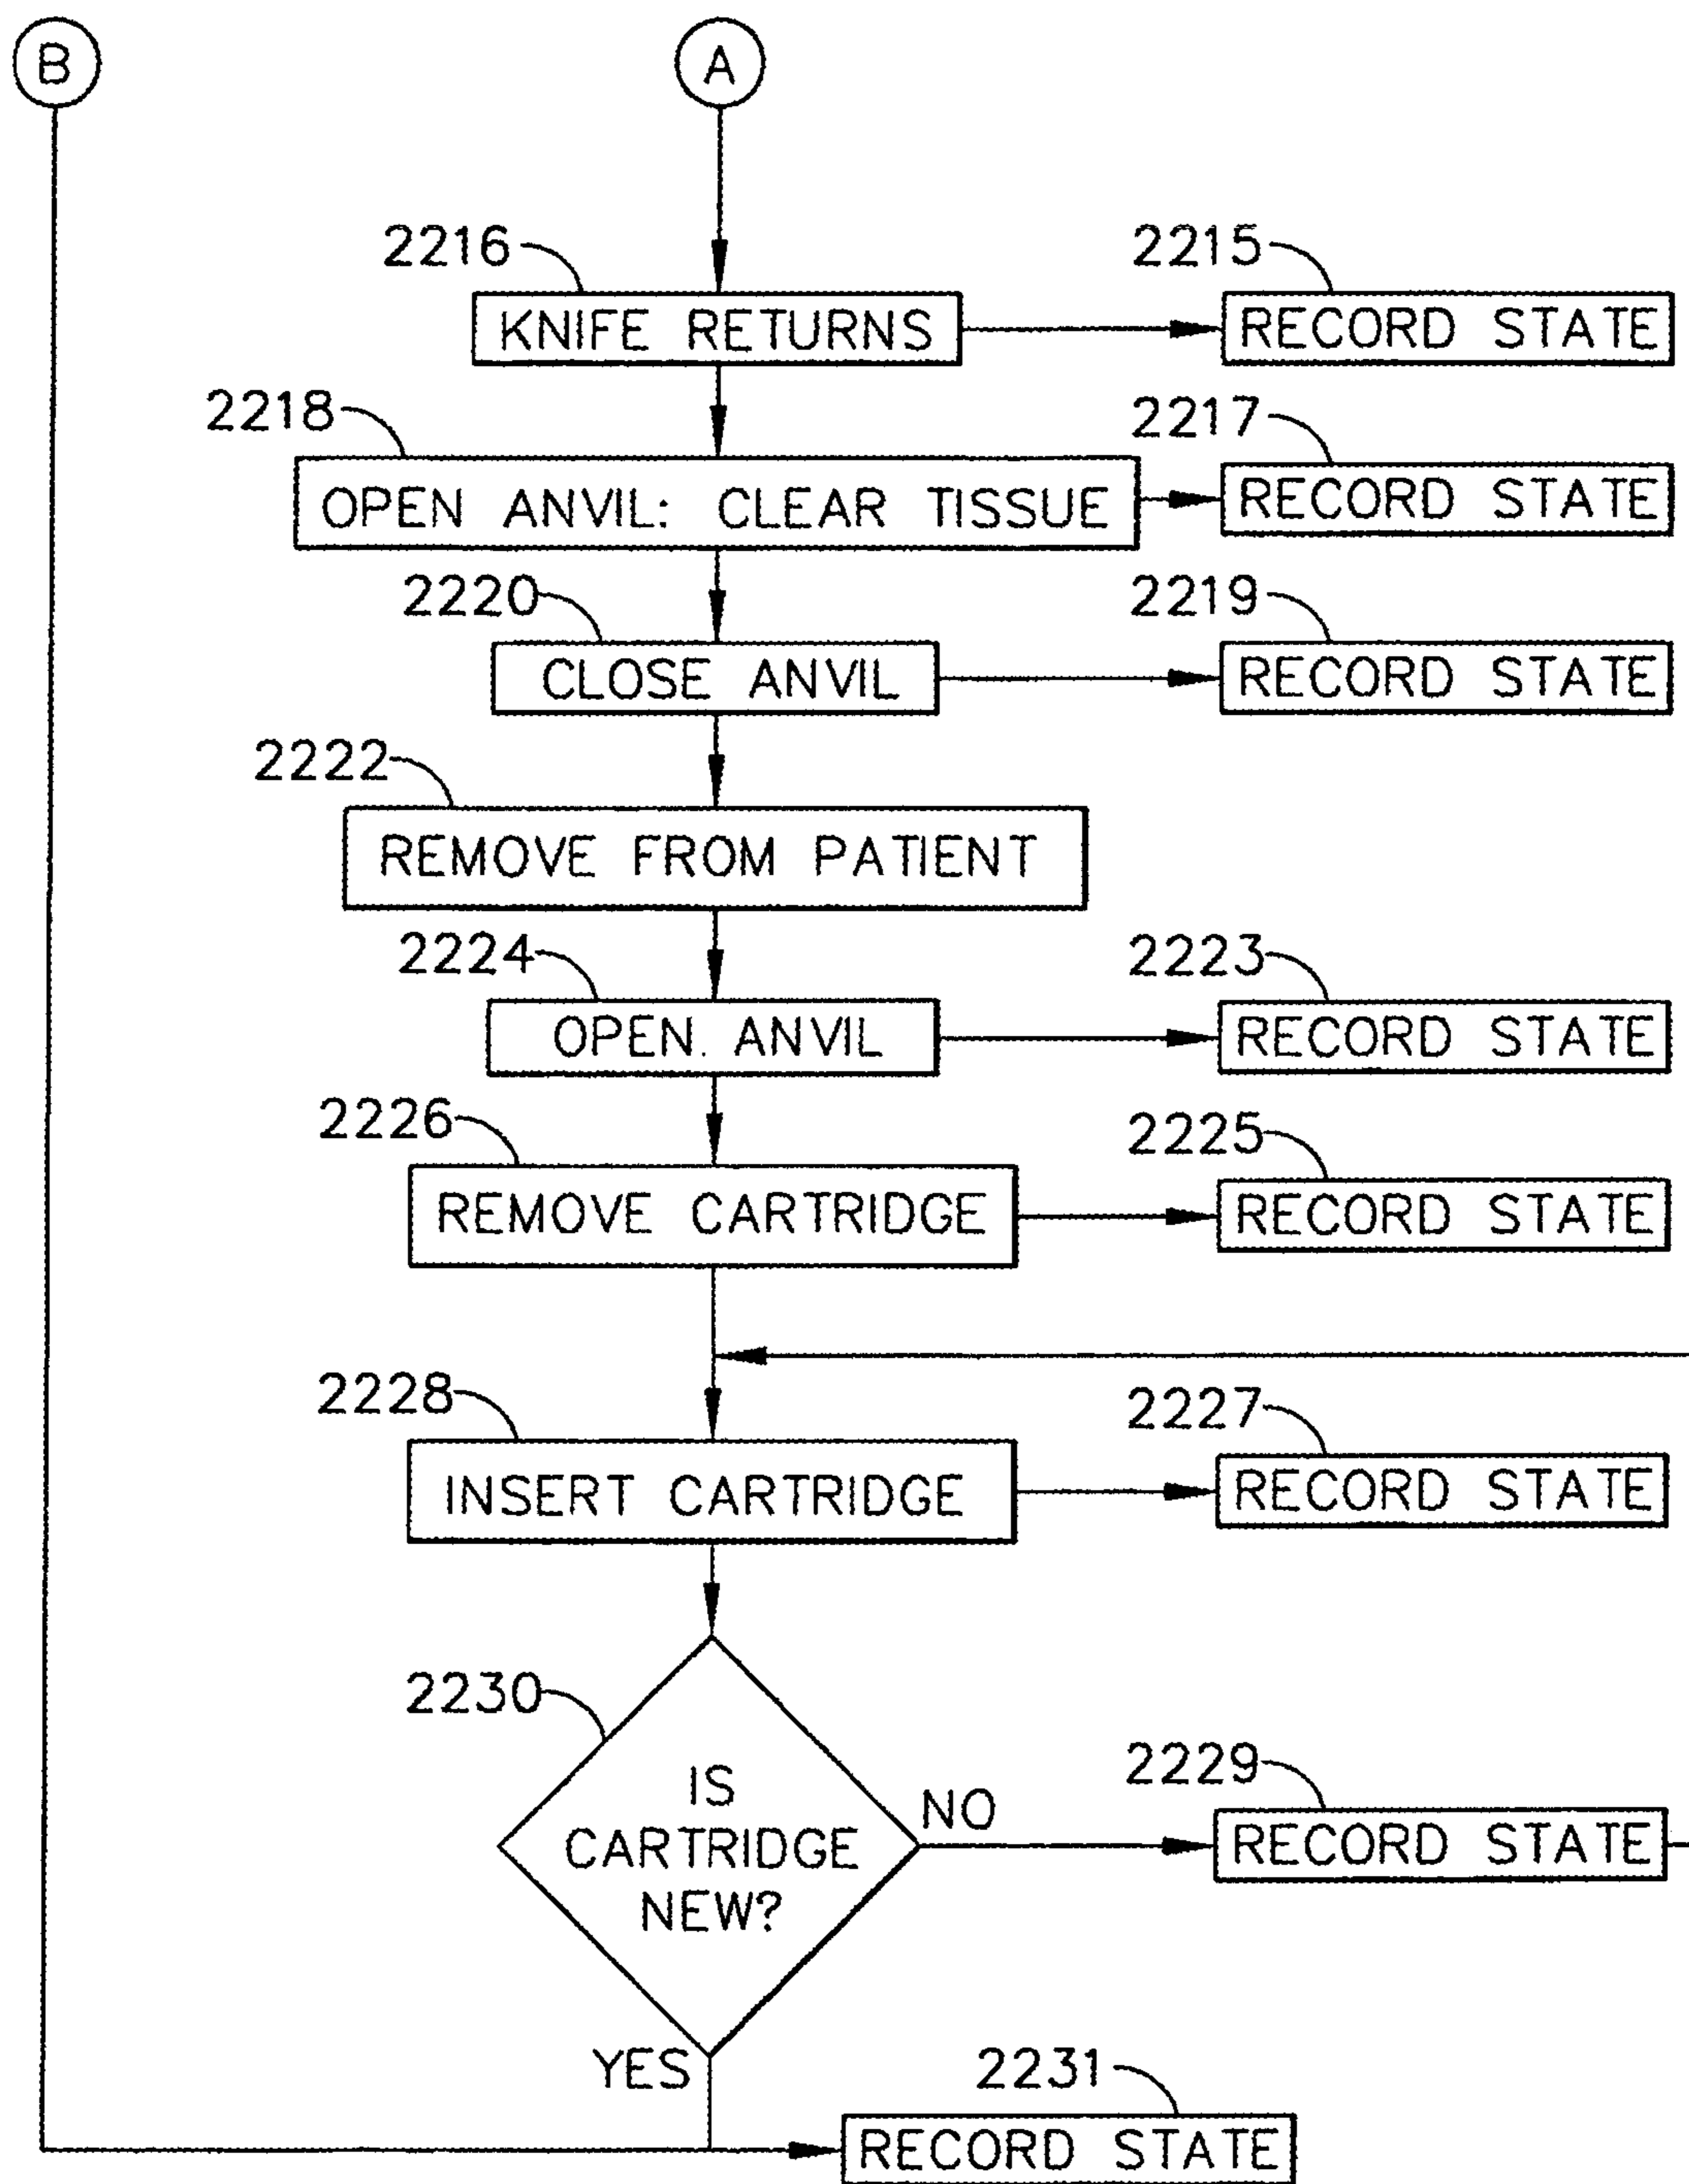 B
A
2216
2215
KNIFE RETURNS
RECORD STATE
2218
2217
OPEN ANVIL: CLEAR TISSUE
RECORD STATE
2220
2219
CLOSE ANVIL
RECORD STATE
2222
REMOVE FROM PATIENT
2224
2223
OPEN. ANVIL
RECORD STATE
2226
2225
REMOVE CARTRIDGE
RECORD STATE
2228
2227
INSERT CARTRIDGE
RECORD STATE
2230
IS
CARTRIDGE
NEW?
NO
2229
RECORD STATE
YES
2231
RECORD STATE